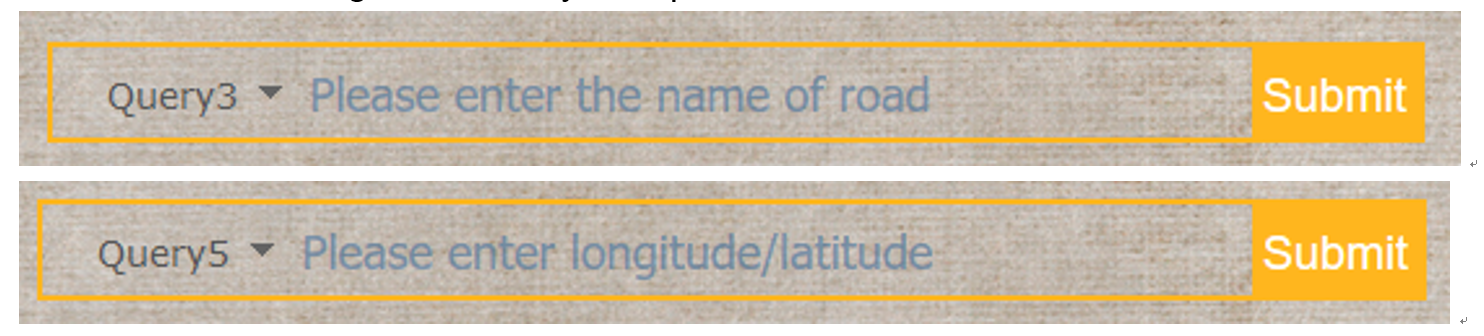 Query3 Please enter the name of road Submit
Query5 Please enter longitude/latitude Submit